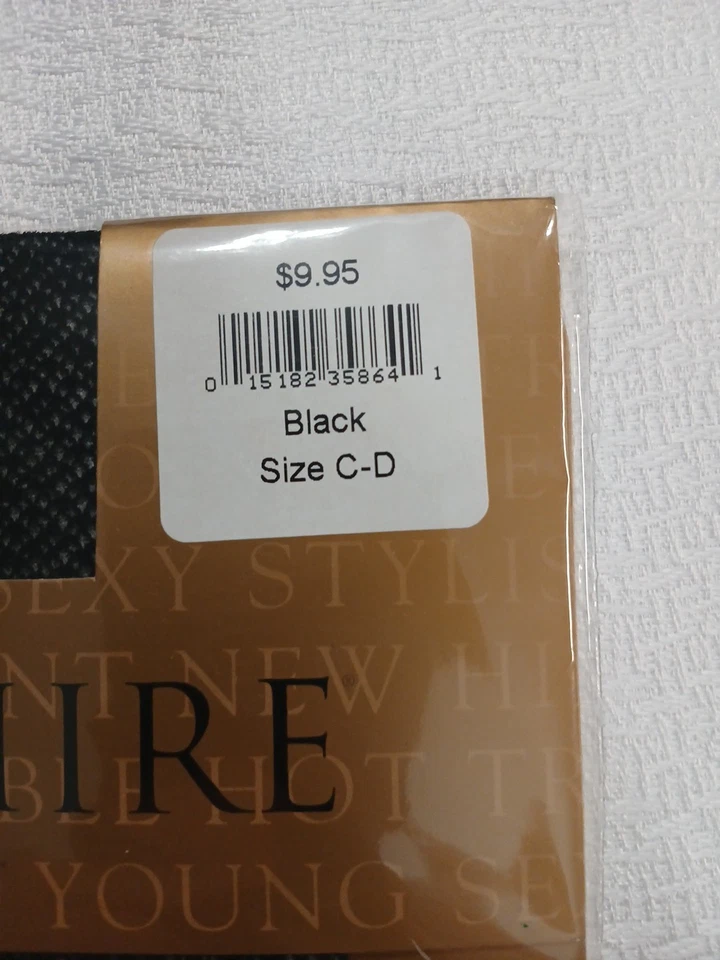 $9.95
0 15182 35864 1
Black
Size C-D
SEXY STYLIS
NT NEW HI
IRE
BLE HOT TR
YOUNG SE